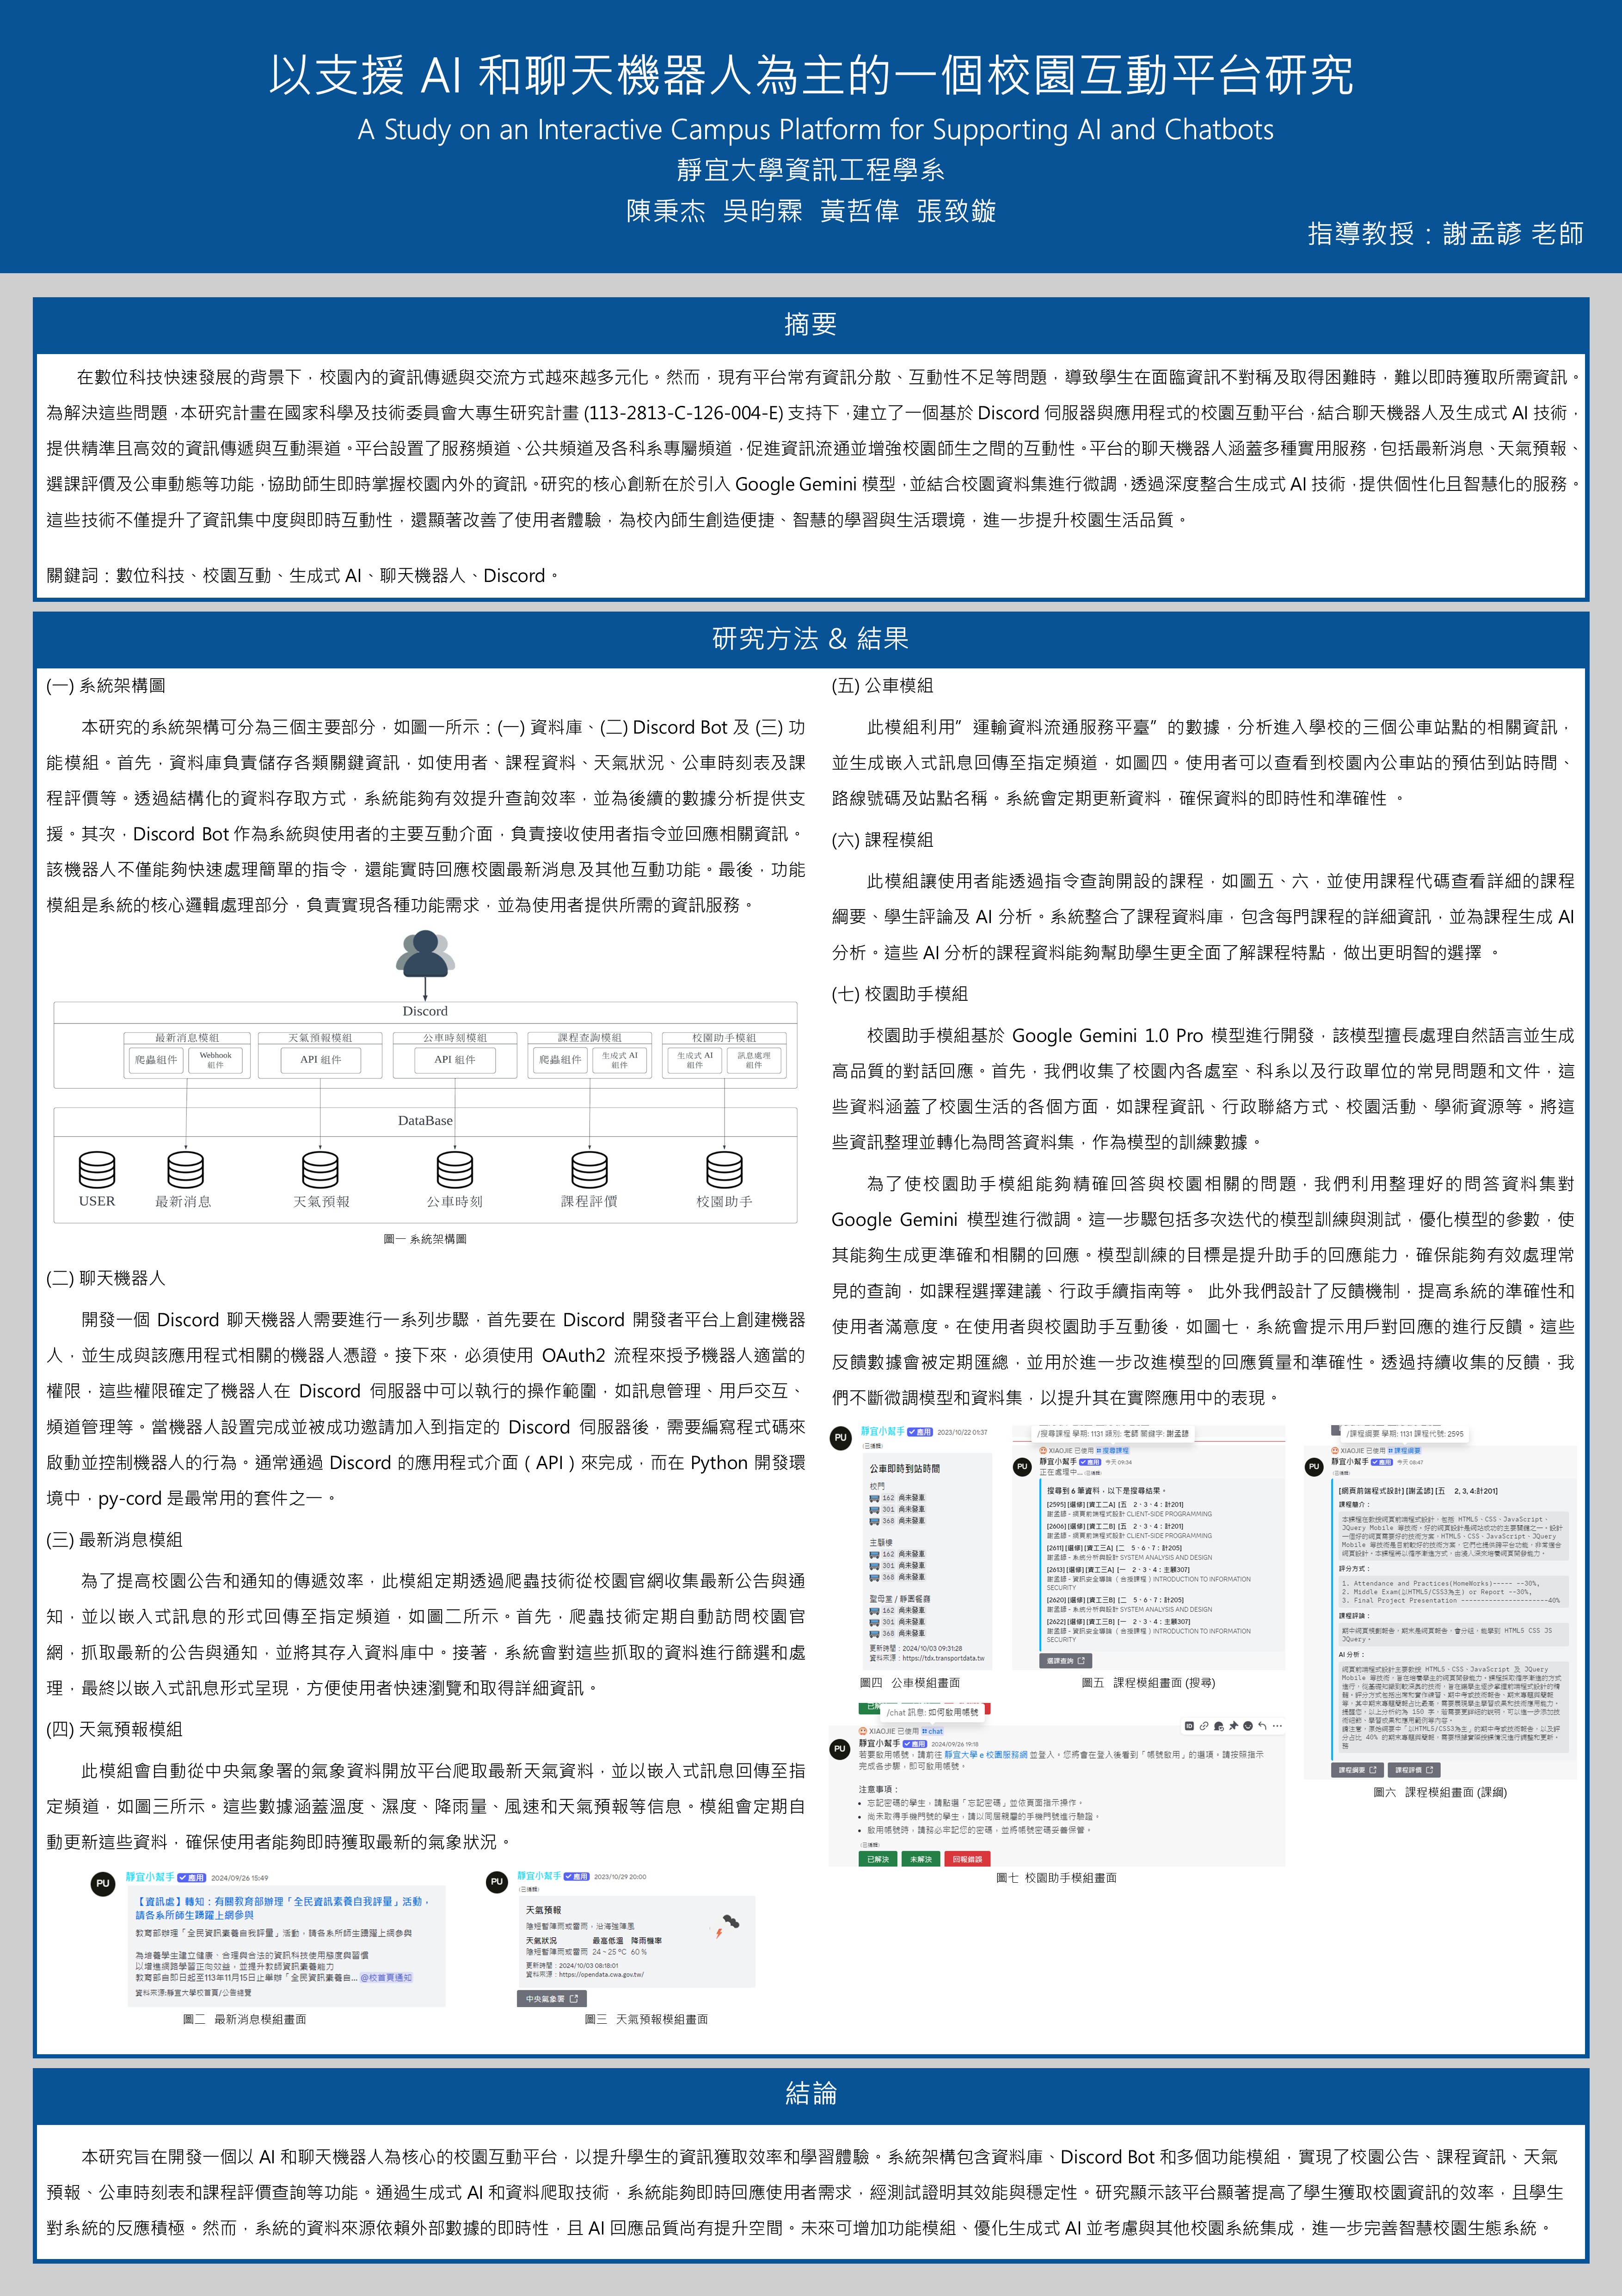 以支援 AI 和聊天機器人為主的一個校園互動平台研究
A Study on an Interactive Campus Platform for Supporting AI and Chatbots
靜宜大學資訊工程學系
陳秉杰 吳昀霖 黃哲偉 張致鏇
指導教授：謝孟諺 老師
摘要
在數位科技快速發展的背景下，校園內的資訊傳遞與交流方式越來越多元化。然而，現有平台常有資訊分散、互動性不足等問題，導致學生在面臨資訊不對稱及取得困難時，難以即時獲取所需資訊。
為解決這些問題，本研究計畫在國家科學及技術委員會大專生研究計畫 (113-2813-C-126-004-E) 支持下，建立了一個基於 Discord 伺服器與應用程式的校園互動平台，結合聊天機器人及生成式 AI 技術，
提供精準且高效的資訊傳遞與互動渠道。平台設置了服務頻道、公共頻道及各科系專屬頻道，促進資訊流通並增強校園師生之間的互動性。平台的聊天機器人涵蓋多種實用服務，包括最新消息、天氣預報、
選課評價及公車動態等功能，協助師生即時掌握校園內外的資訊。研究的核心創新在於引入 Google Gemini 模型，並結合校園資料集進行微調，透過深度整合生成式 AI 技術，提供個性化且智慧化的服務。
這些技術不僅提升了資訊集中度與即時互動性，還顯著改善了使用者體驗，為校內師生創造便捷、智慧的學習與生活環境，進一步提升校園生活品質。
關鍵詞：數位科技、校園互動、生成式 AI、聊天機器人、Discord。
研究方法 & 結果
(一) 系統架構圖
本研究的系統架構可分為三個主要部分，如圖一所示：(一) 資料庫、(二) Discord Bot 及 (三) 功
能模組。首先，資料庫負責儲存各類關鍵資訊，如使用者、課程資料、天氣狀況、公車時刻表及課
程評價等。透過結構化的資料存取方式，系統能夠有效提升查詢效率，並為後續的數據分析提供支
援。其次，Discord Bot 作為系統與使用者的主要互動介面，負責接收使用者指令並回應相關資訊。
該機器人不僅能夠快速處理簡單的指令，還能實時回應校園最新消息及其他互動功能。最後，功能
模組是系統的核心邏輯處理部分，負責實現各種功能需求，並為使用者提供所需的資訊服務。
Discord
最新消息模組 天氣預報模組 公車時刻模組 課程查詢模組 校園助手模組
爬蟲組件 Webhook 組件 API 組件 API 組件 爬蟲組件 生成式 AI 組件 生成式 AI 組件 訊息處理 組件
DataBase
USER 最新消息 天氣預報 公車時刻 課程評價 校園助手
圖一 系統架構圖
(二) 聊天機器人
開發一個 Discord 聊天機器人需要進行一系列步驟，首先要在 Discord 開發者平台上創建機器
人，並生成與該應用程式相關的機器人憑證。接下來，必須使用 OAuth2 流程來授予機器人適當的
權限，這些權限確定了機器人在 Discord 伺服器中可以執行的操作範圍，如訊息管理、用戶交互、
頻道管理等。當機器人設置完成並被成功邀請加入到指定的 Discord 伺服器後，需要編寫程式碼來
啟動並控制機器人的行為。通常通過 Discord 的應用程式介面 ( API ) 來完成，而在 Python 開發環
境中，py-cord 是最常用的套件之一。
(三) 最新消息模組
為了提高校園公告和通知的傳遞效率，此模組定期透過爬蟲技術從校園官網收集最新公告與通
知，並以嵌入式訊息的形式回傳至指定頻道，如圖二所示。首先，爬蟲技術定期自動訪問校園官
網，抓取最新的公告與通知，並將其存入資料庫中。接著，系統會對這些抓取的資料進行篩選和處
理，最終以嵌入式訊息形式呈現，方便使用者快速瀏覽和取得詳細資訊。
(四) 天氣預報模組
此模組會自動從中央氣象署的氣象資料開放平台爬取最新天氣資料，並以嵌入式訊息回傳至指
定頻道，如圖三所示。這些數據涵蓋溫度、濕度、降雨量、風速和天氣預報等信息。模組會定期自
動更新這些資料，確保使用者能夠即時獲取最新的氣象狀況。
PU 靜宜小幫手 應用 2024/09/26 15:49
【資訊處】轉知：有關教育部辦理「全民資訊素養自我評量」活動，
請各系所師生踴躍上網參與
教育部辦理「全民資訊素養自我評量」活動，請各系所師生踴躍上網參與
為培養學生建立健康、合理與合法的資訊科技使用態度與習慣
以增進網路學習正向效益，並提升教師資訊素養能力
教育部自即日起至113年11月15日止舉辦「全民資訊素養自... @校首頁通知
資料來源:靜宜大學校首頁/公告總覽
圖二 最新消息模組畫面
PU 靜宜小幫手 應用 2023/10/29 20:00
(已編輯)
天氣預報
陰短暫陣雨或雷雨，沿海強陣風
天氣狀況 最高低溫 降雨機率
陰短暫陣雨或雷雨 24 ~ 25 °C 60 %
更新時間：2024/10/03 08:18:01
資料來源：https://opendata.cwa.gov.tw/
中央氣象署
圖三 天氣預報模組畫面
(五) 公車模組
此模組利用”運輸資料流通服務平臺”的數據，分析進入學校的三個公車站點的相關資訊，
並生成嵌入式訊息回傳至指定頻道，如圖四。使用者可以查看到校園內公車站的預估到站時間、
路線號碼及站點名稱。系統會定期更新資料，確保資料的即時性和準確性 。
(六) 課程模組
此模組讓使用者能透過指令查詢開設的課程，如圖五、六，並使用課程代碼查看詳細的課程
綱要、學生評論及 AI 分析。系統整合了課程資料庫，包含每門課程的詳細資訊，並為課程生成 AI
分析。這些 AI 分析的課程資料能夠幫助學生更全面了解課程特點，做出更明智的選擇 。
(七) 校園助手模組
校園助手模組基於 Google Gemini 1.0 Pro 模型進行開發，該模型擅長處理自然語言並生成
高品質的對話回應。首先，我們收集了校園內各處室、科系以及行政單位的常見問題和文件，這
些資料涵蓋了校園生活的各個方面，如課程資訊、行政聯絡方式、校園活動、學術資源等。將這
些資訊整理並轉化為問答資料集，作為模型的訓練數據。
為了使校園助手模組能夠精確回答與校園相關的問題，我們利用整理好的問答資料集對
Google Gemini 模型進行微調。這一步驟包括多次迭代的模型訓練與測試，優化模型的參數，使
其能夠生成更準確和相關的回應。模型訓練的目標是提升助手的回應能力，確保能夠有效處理常
見的查詢，如課程選擇建議、行政手續指南等。 此外我們設計了反饋機制，提高系統的準確性和
使用者滿意度。在使用者與校園助手互動後，如圖七，系統會提示用戶對回應的進行反饋。這些
反饋數據會被定期匯總，並用於進一步改進模型的回應質量和準確性。透過持續收集的反饋，我
們不斷微調模型和資料集，以提升其在實際應用中的表現。
PU 靜宜小幫手 應用 2023/10/22 01:37
(已編輯)
公車即時到站時間
校門
162 尚未發車
301 尚未發車
368 尚未發車
主顧樓
162 尚未發車
301 尚未發車
368 尚未發車
聖母堂 / 靜園餐廳
162 尚未發車
301 尚未發車
368 尚未發車
更新時間：2024/10/03 09:31:28
資料來源：https://tdx.transportdata.tw
圖四 公車模組畫面
/搜尋課程 學期: 1131 類別: 老師 關鍵字: 謝孟諺
XIAOJIE 已使用 搜尋課程
PU 靜宜小幫手 應用 今天 09:34
正在處理中... (已編輯)
搜尋到 6 筆資料，以下是搜尋結果。
[2595] [選修] [資工二A] [五 2、3、4：計201]
謝孟諺 - 網頁前端程式設計 CLIENT-SIDE PROGRAMMING
[2606] [選修] [資工二B] [五 2、3、4：計201]
謝孟諺 - 網頁前端程式設計 CLIENT-SIDE PROGRAMMING
[2611] [選修] [資工三A] [二 5、6、7：計205]
謝孟諺 - 系統分析與設計 SYSTEM ANALYSIS AND DESIGN
[2613] [選修] [資工三A] [一 2、3、4：主顧307]
謝孟諺 - 資訊安全導論 （ 合授課程 ）INTRODUCTION TO INFORMATION
SECURITY
[2620] [選修] [資工三B] [二 5、6、7：計205]
謝孟諺 - 系統分析與設計 SYSTEM ANALYSIS AND DESIGN
[2622] [選修] [資工三B] [一 2、3、4：主顧307]
謝孟諺 - 資訊安全導論 （ 合授課程 ）INTRODUCTION TO INFORMATION
SECURITY
選課查詢
圖五 課程模組畫面 (搜尋)
/課程綱要 學期: 1131 課程代號: 2595
XIAOJIE 已使用 課程綱要
PU 靜宜小幫手 應用 今天 08:47
(已編輯)
[網頁前端程式設計] [謝孟諺] [五 2, 3, 4:計201]
課程簡介：
評分方式：
1. Attendance and Practices(HomeWorks)----- --30%,
2. Middle Exam(以HTML5/CSS3為主) or Report --30%,
3. Final Project Presentation ----------------------40%
課程評論：
期中網頁規劃報告，期末是網頁報告，會分組，能學到 HTML CSS JS
JQuery。
AI 分析：
課程綱要 課程評價
圖六 課程模組畫面 (課綱)
/chat 訊息: 如何啟用帳號
XIAOJIE 已使用 chat
PU 靜宜小幫手 應用 2024/09/26 19:18
若要啟用帳號，請前往 靜宜大學 e 校園服務網 並登入。您將會在登入後看到「帳號啟用」的選項。請按照指示
完成各步驟，即可啟用帳號。
注意事項：
• 忘記密碼的學生，請點選「忘記密碼」並依頁面指示操作。
• 尚未取得手機門號的學生，請以同居親屬的手機門號進行驗證。
• 啟用帳號時，請務必牢記您的密碼，並將帳號密碼妥善保管。
(已編輯)
已解決 未解決 回報錯誤
圖七 校園助手模組畫面
結論
本研究旨在開發一個以 AI 和聊天機器人為核心的校園互動平台，以提升學生的資訊獲取效率和學習體驗。系統架構包含資料庫、Discord Bot 和多個功能模組，實現了校園公告、課程資訊、天氣
預報、公車時刻表和課程評價查詢等功能。通過生成式 AI 和資料爬取技術，系統能夠即時回應使用者需求，經測試證明其效能與穩定性。研究顯示該平台顯著提高了學生獲取校園資訊的效率，且學生
對系統的反應積極。然而，系統的資料來源依賴外部數據的即時性，且 AI 回應品質尚有提升空間。未來可增加功能模組、優化生成式 AI 並考慮與其他校園系統集成，進一步完善智慧校園生態系統。